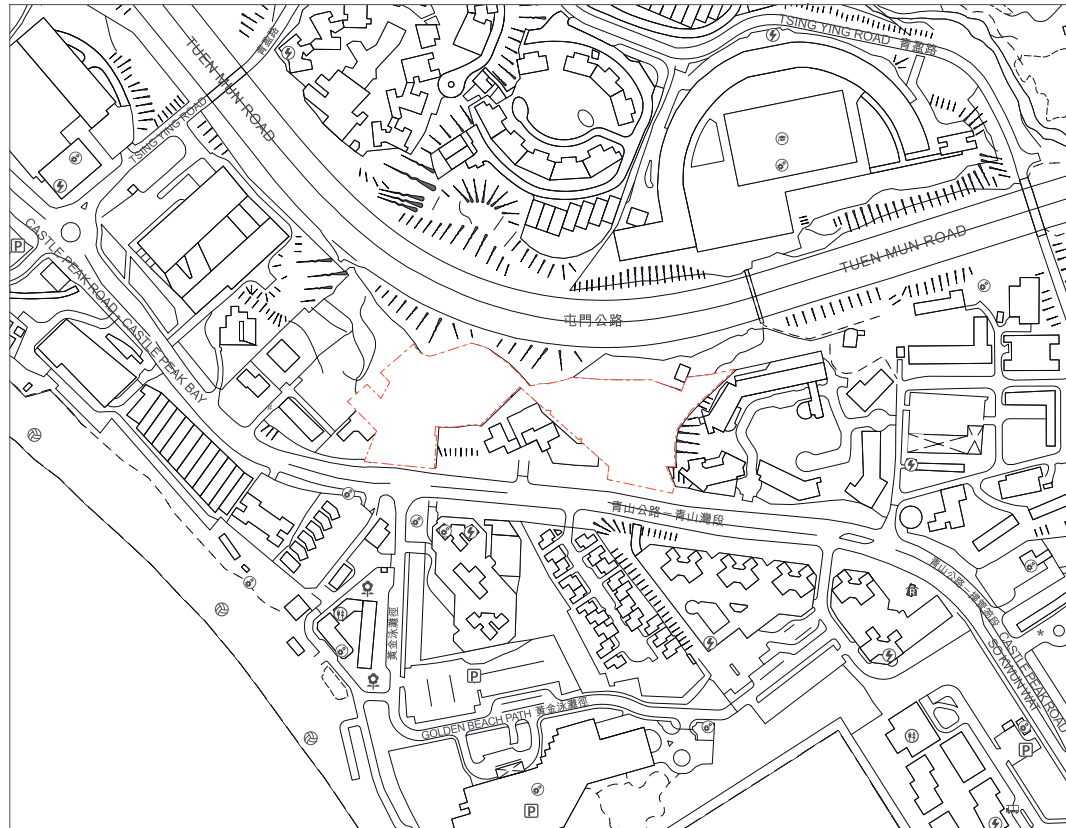 TSING YING ROAD 青盈路
青盈路
TUEN MUN ROAD
TSING YING ROAD
P
CASTLE PEAK ROAD - CASTLE PEAK BAY
TUEN MUN ROAD
屯門公路
青山公路－青山灣段
青山公路－掃管笏段
CASTLE PEAK ROAD
SO KWUN WAT
黃金泳灘徑
P
GOLDEN BEACH PATH 黃金泳灘徑
P
P